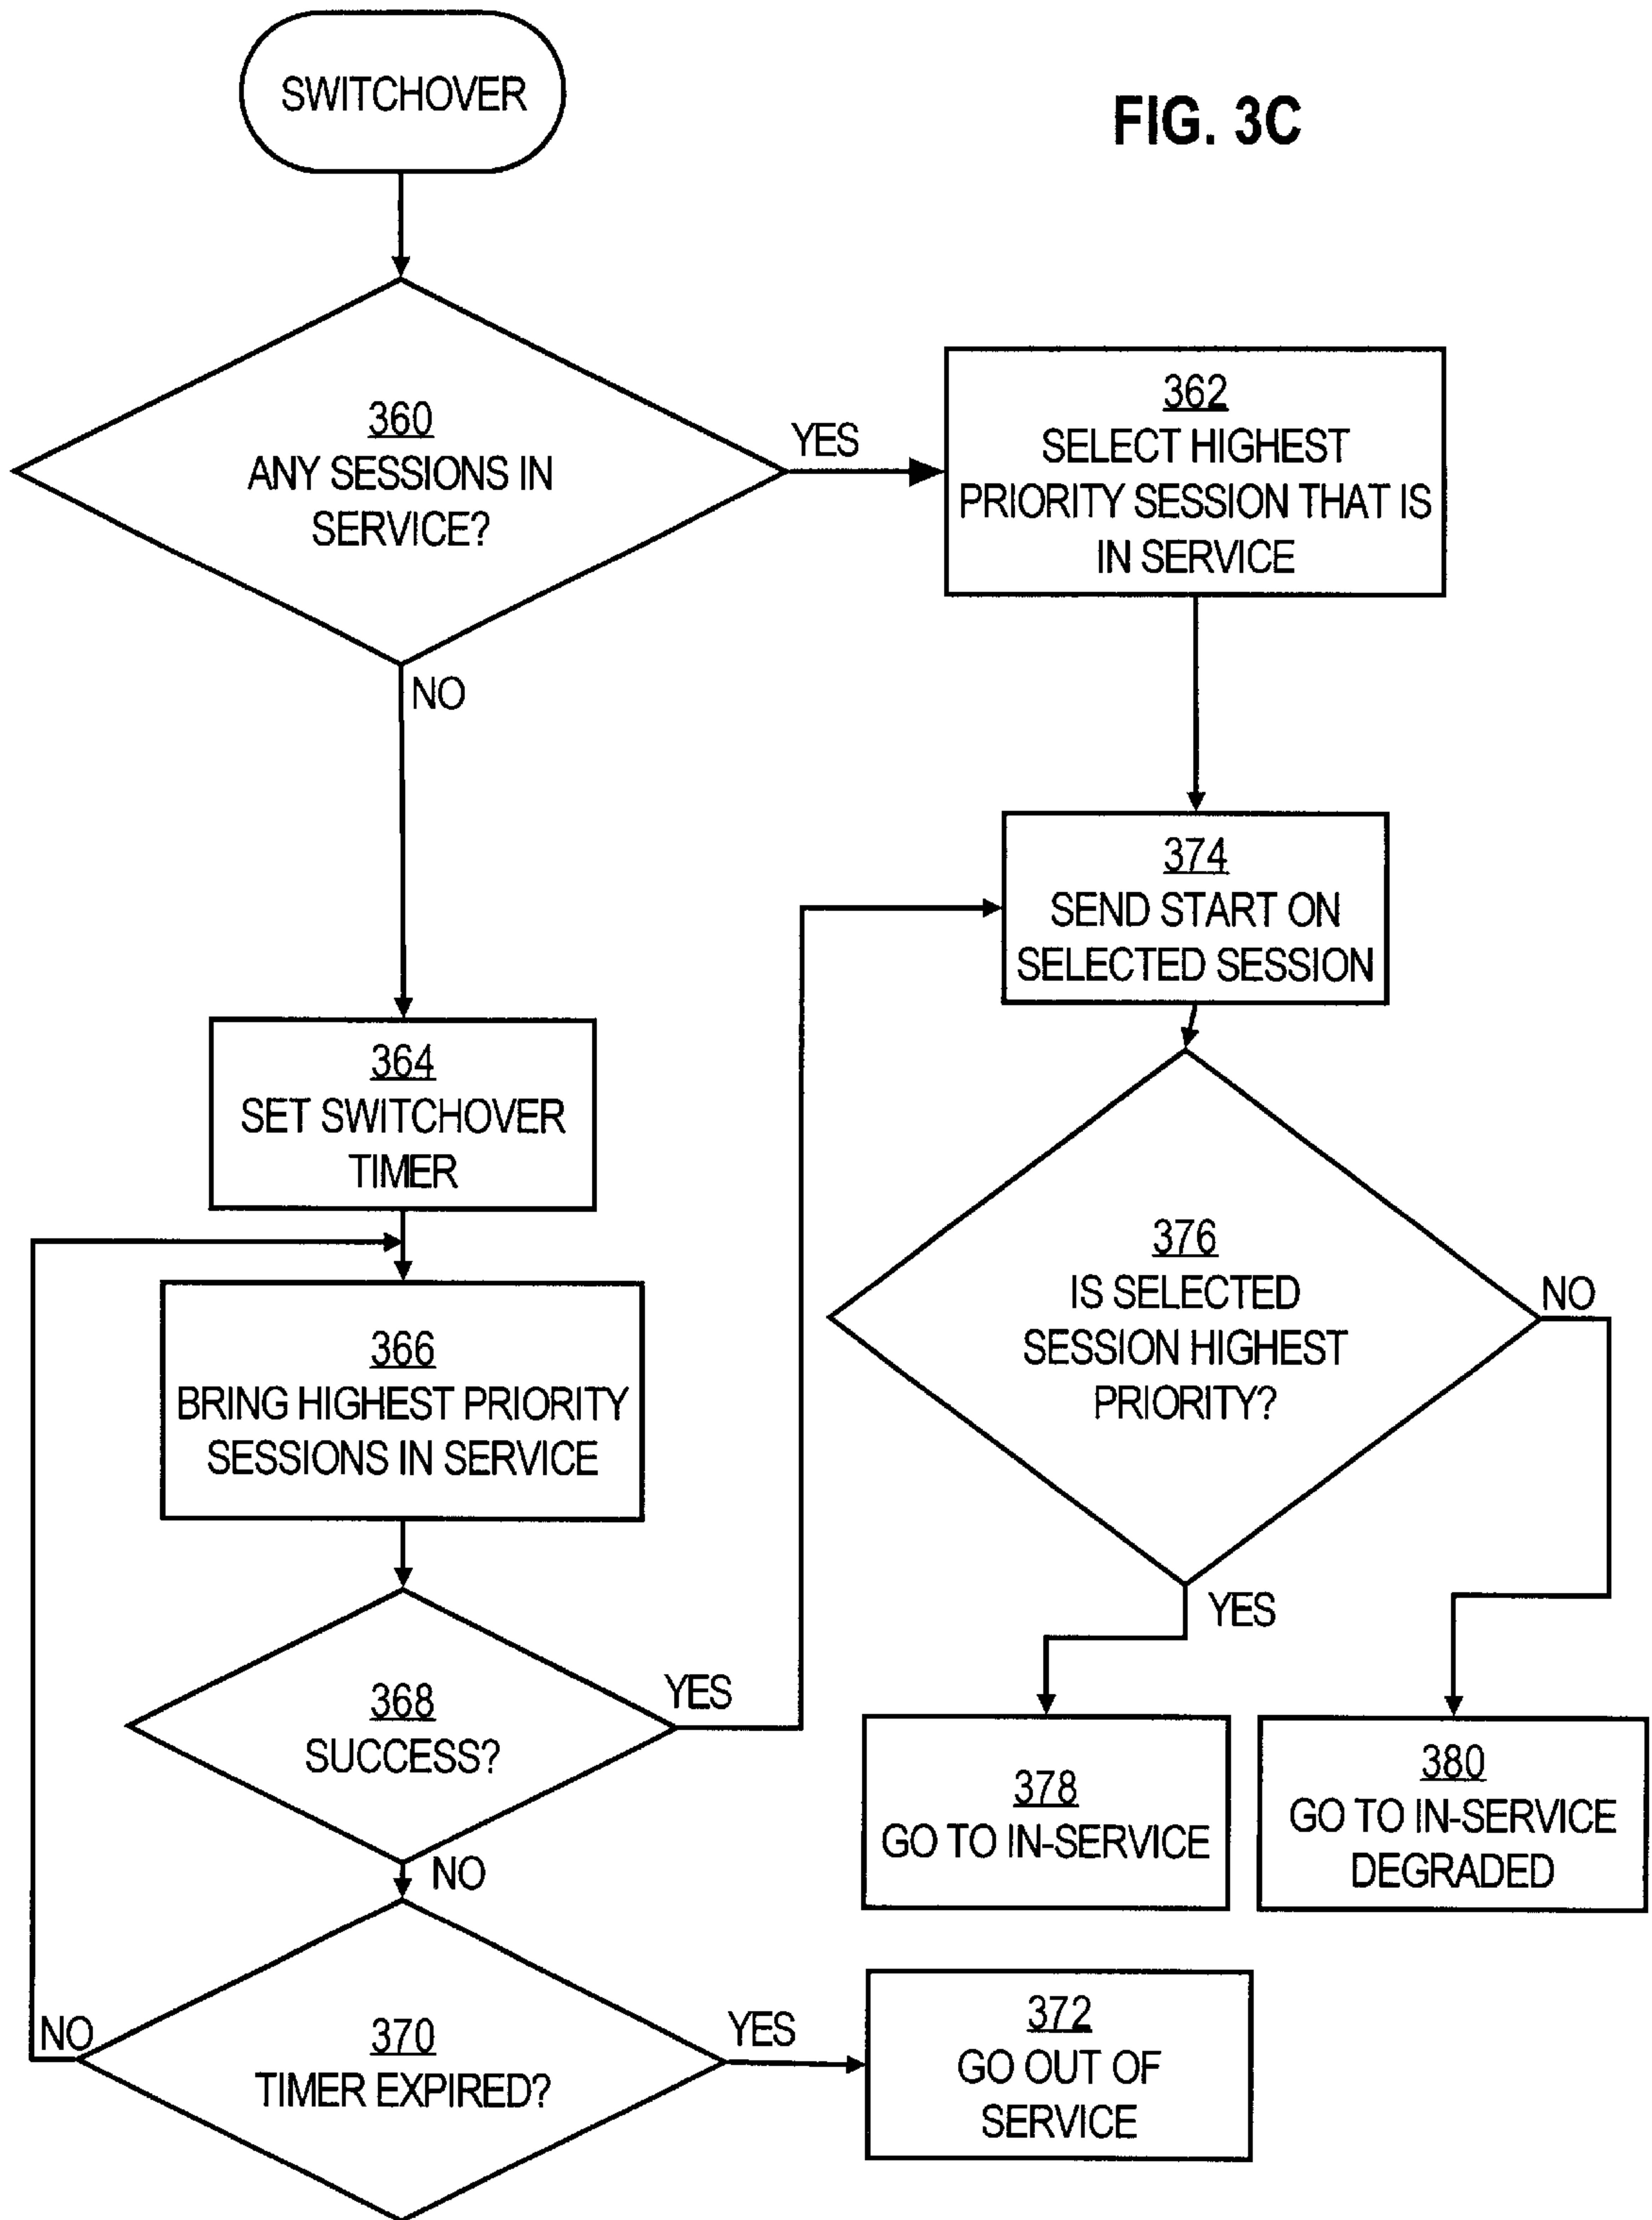 SWITCHOVER
FIG. 3C
360
ANY SESSIONS IN
SERVICE?
YES
362
SELECT HIGHEST
PRIORITY SESSION THAT IS
IN SERVICE
NO
374
SEND START ON
SELECTED SESSION
364
SET SWITCHOVER
TIMER
376
IS SELECTED
SESSION HIGHEST
PRIORITY?
NO
366
BRING HIGHEST PRIORITY
SESSIONS IN SERVICE
YES
368
SUCCESS?
YES
378
GO TO IN-SERVICE
380
GO TO IN-SERVICE
DEGRADED
NO
370
TIMER EXPIRED?
NO
YES
372
GO OUT OF
SERVICE